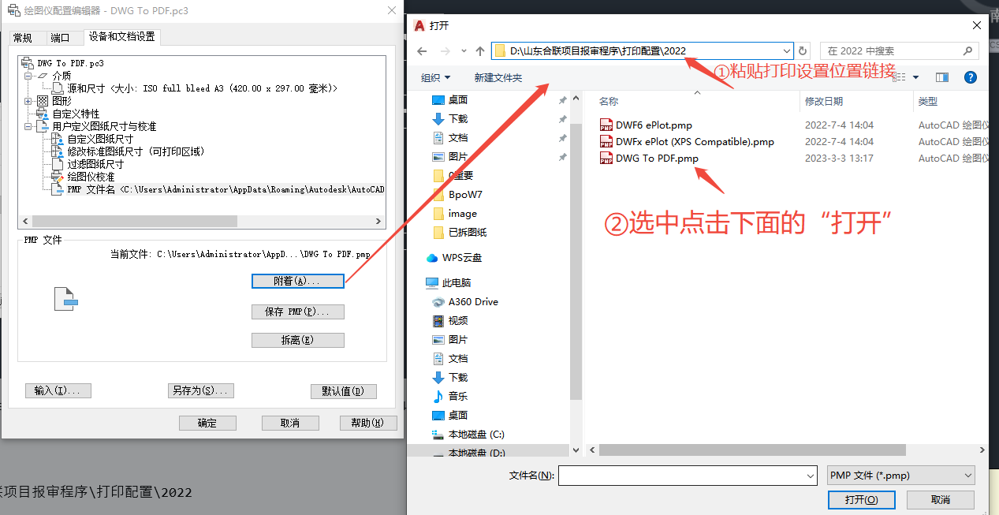 绘图仪配置编辑器 - DWG To PDF.pc3
常规 端口 设备和文档设置
DWG To PDF.pc3
介质
源和尺寸 <大小: ISO full bleed A3 (420.00 x 297.00 毫米)>
图形
自定义特性
用户定义图纸尺寸与校准
自定义图纸尺寸
修改标准图纸尺寸 (可打印区域)
过滤图纸尺寸
绘图仪校准
PMP 文件名 <C:\Users\Administrator\AppData\Roaming\Autodesk\AutoCAD
PMP 文件
当前文件: C:\Users\Administrator\AppD...\DWG To PDF.pmp
附着(A)...
保存 PMP(P)...
拆离(E)
输入(I)... 另存为(S)... 默认值(D)
确定 取消 帮助(H)
项目报审程序\打印配置\2022
打开
D:\山东合联项目报审程序\打印配置\2022
在 2022 中搜索
①粘贴打印设置位置链接
组织 新建文件夹
桌面
下载
文档
图片
0重要
BpoW7
image
已拆图纸
WPS云盘
此电脑
A360 Drive
视频
图片
文档
下载
音乐
桌面
本地磁盘 (C:)
本地磁盘 (D:)
名称 修改日期 类型
DWF6 ePlot.pmp 2022-7-4 14:04 AutoCAD 绘图仪
DWFx ePlot (XPS Compatible).pmp 2022-7-4 14:04 AutoCAD 绘图仪
DWG To PDF.pmp 2023-3-3 13:17 AutoCAD 绘图仪
②选中点击下面的“打开”
文件名(N): PMP 文件 (*.pmp)
打开(O) 取消